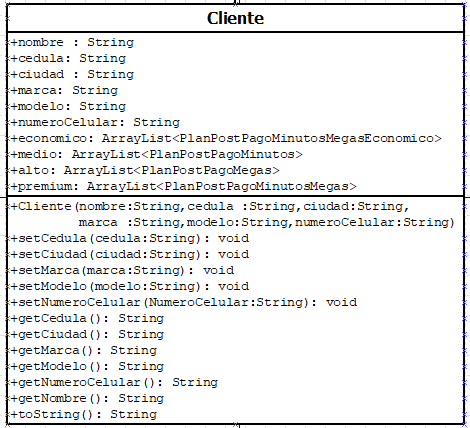 Cliente
+nombre : String
+cedula: String
+ciudad : String
+marca: String
+modelo: String
+numeroCelular: String
+economico: ArrayList<PlanPostPagoMinutosMegasEconomico>
+medio: ArrayList<PlanPostPagoMinutos>
+alto: ArrayList<PlanPostPagoMegas>
+premium: ArrayList<PlanPostPagoMinutosMegas>
+Cliente(nombre:String,cedula :String,ciudad:String,
marca :String,modelo:String,numeroCelular:String)
+setCedula(cedula:String): void
+setCiudad(ciudad:String): void
+setMarca(marca:String): void
+setModelo(modelo:String): void
+setNumeroCelular(NumeroCelular:String): void
+getCedula(): String
+getCiudad(): String
+getMarca(): String
+getModelo(): String
+getNumeroCelular(): String
+getNombre(): String
+toString(): String